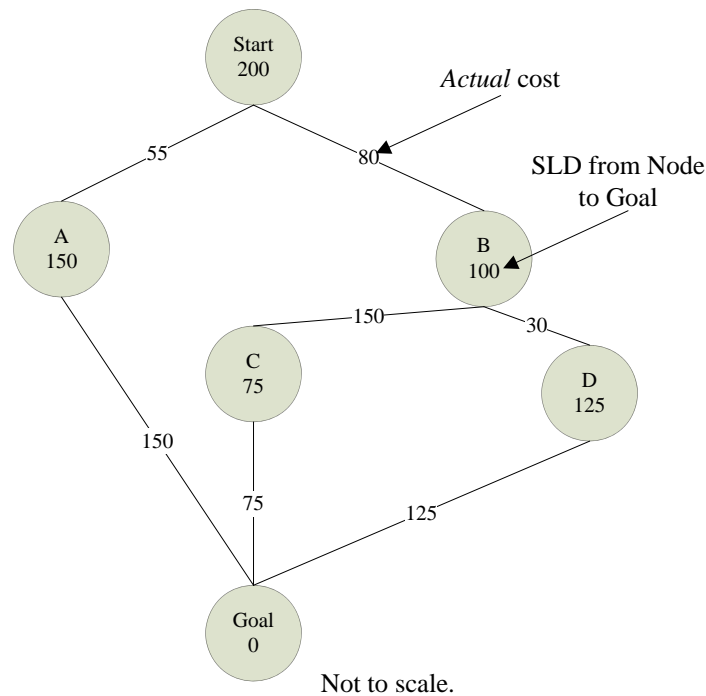 Start
200
Actual cost
55
80
SLD from Node
to Goal
A
150
B
100
150
30
C
75
D
125
150
75
125
Goal
0
Not to scale.